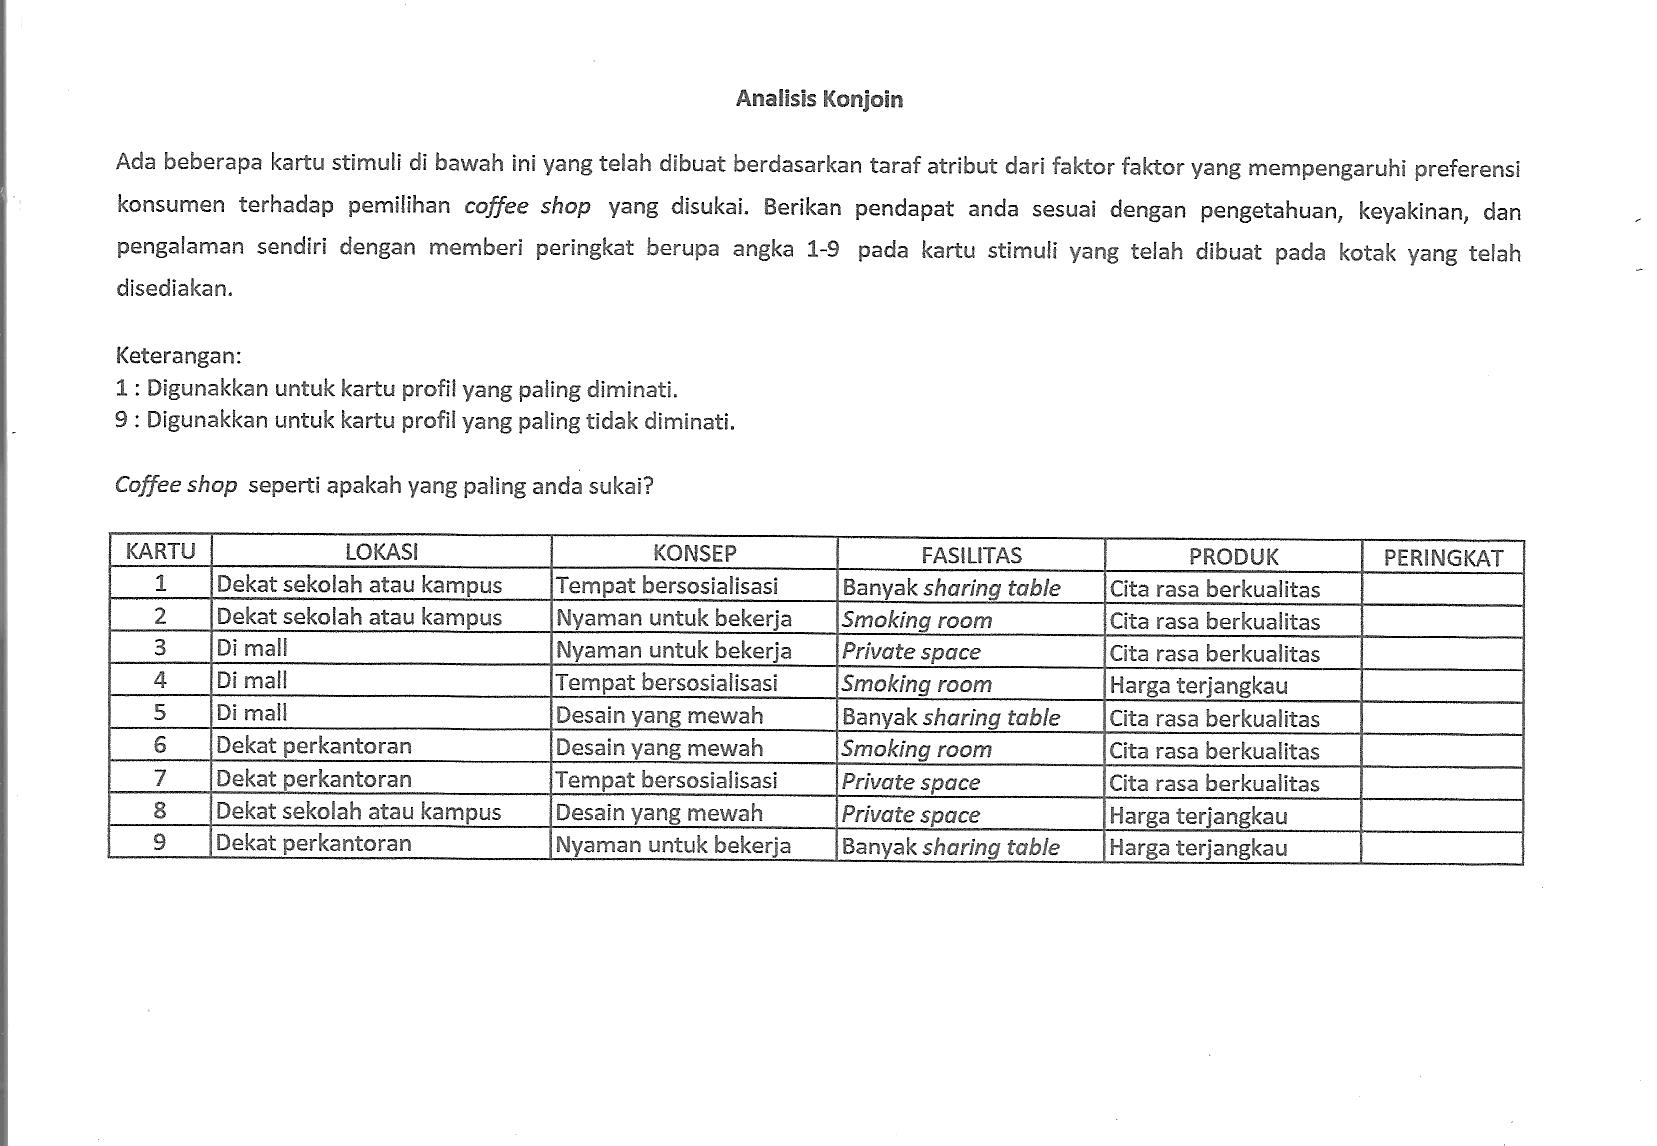 Analisis Konjoin
Ada beberapa kartu stimuli di bawah ini yang telah dibuat berdasarkan taraf atribut dari faktor faktor yang mempengaruhi preferensi
konsumen terhadap pemilihan coffee shop yang disukai. Berikan pendapat anda sesuai dengan pengetahuan, keyakinan, dan
pengalaman sendiri dengan memberi peringkat berupa angka 1-9 pada kartu stimuli yang telah dibuat pada kotak yang telah
disediakan.
Keterangan:
1 : Digunakkan untuk kartu profil yang paling diminati.
9 : Digunakkan untuk kartu profil yang paling tidak diminati.
Coffee shop seperti apakah yang paling anda sukai?
KARTU LOKASI KONSEP FASILITAS PRODUK PERINGKAT
1 Dekat sekolah atau kampus Tempat bersosialisasi Banyak sharing table Cita rasa berkualitas
2 Dekat sekolah atau kampus Nyaman untuk bekerja Smoking room Cita rasa berkualitas
3 Di mall Nyaman untuk bekerja Private space Cita rasa berkualitas
4 Di mall Tempat bersosialisasi Smoking room Harga terjangkau
5 Di mall Desain yang mewah Banyak sharing table Cita rasa berkualitas
6 Dekat perkantoran Desain yang mewah Smoking room Cita rasa berkualitas
7 Dekat perkantoran Tempat bersosialisasi Private space Cita rasa berkualitas
8 Dekat sekolah atau kampus Desain yang mewah Private space Harga terjangkau
9 Dekat perkantoran Nyaman untuk bekerja Banyak sharing table Harga terjangkau